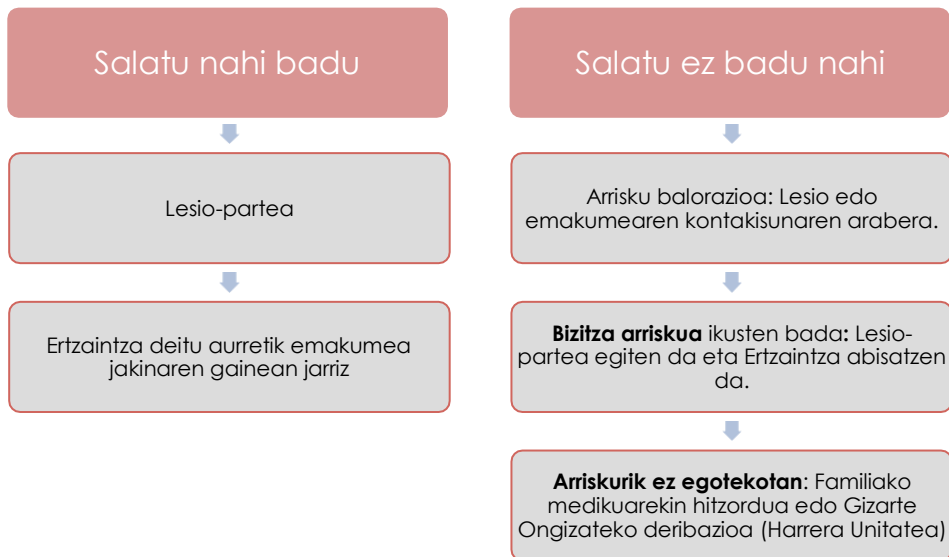 Salatu nahi badu
Lesio-partea
Ertzaintza deitu aurretik emakumea
jakinaren gainean jarriz
Salatu ez badu nahi
Arrisku balorazioa: Lesio edo
emakumearen kontakisunaren arabera.
Bizitza arriskua ikusten bada: Lesio-
partea egiten da eta Ertzaintza abisatzen
da.
Arriskurik ez egotekotan: Familiako
medikuarekin hitzordua edo Gizarte
Ongizateko deribazioa (Harrera Unitatea)